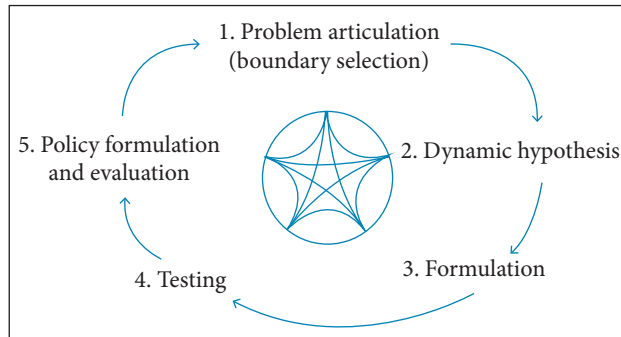 1. Problem articulation
(boundary selection)
2. Dynamic hypothesis
3. Formulation
4. Testing
5. Policy formulation
and evaluation